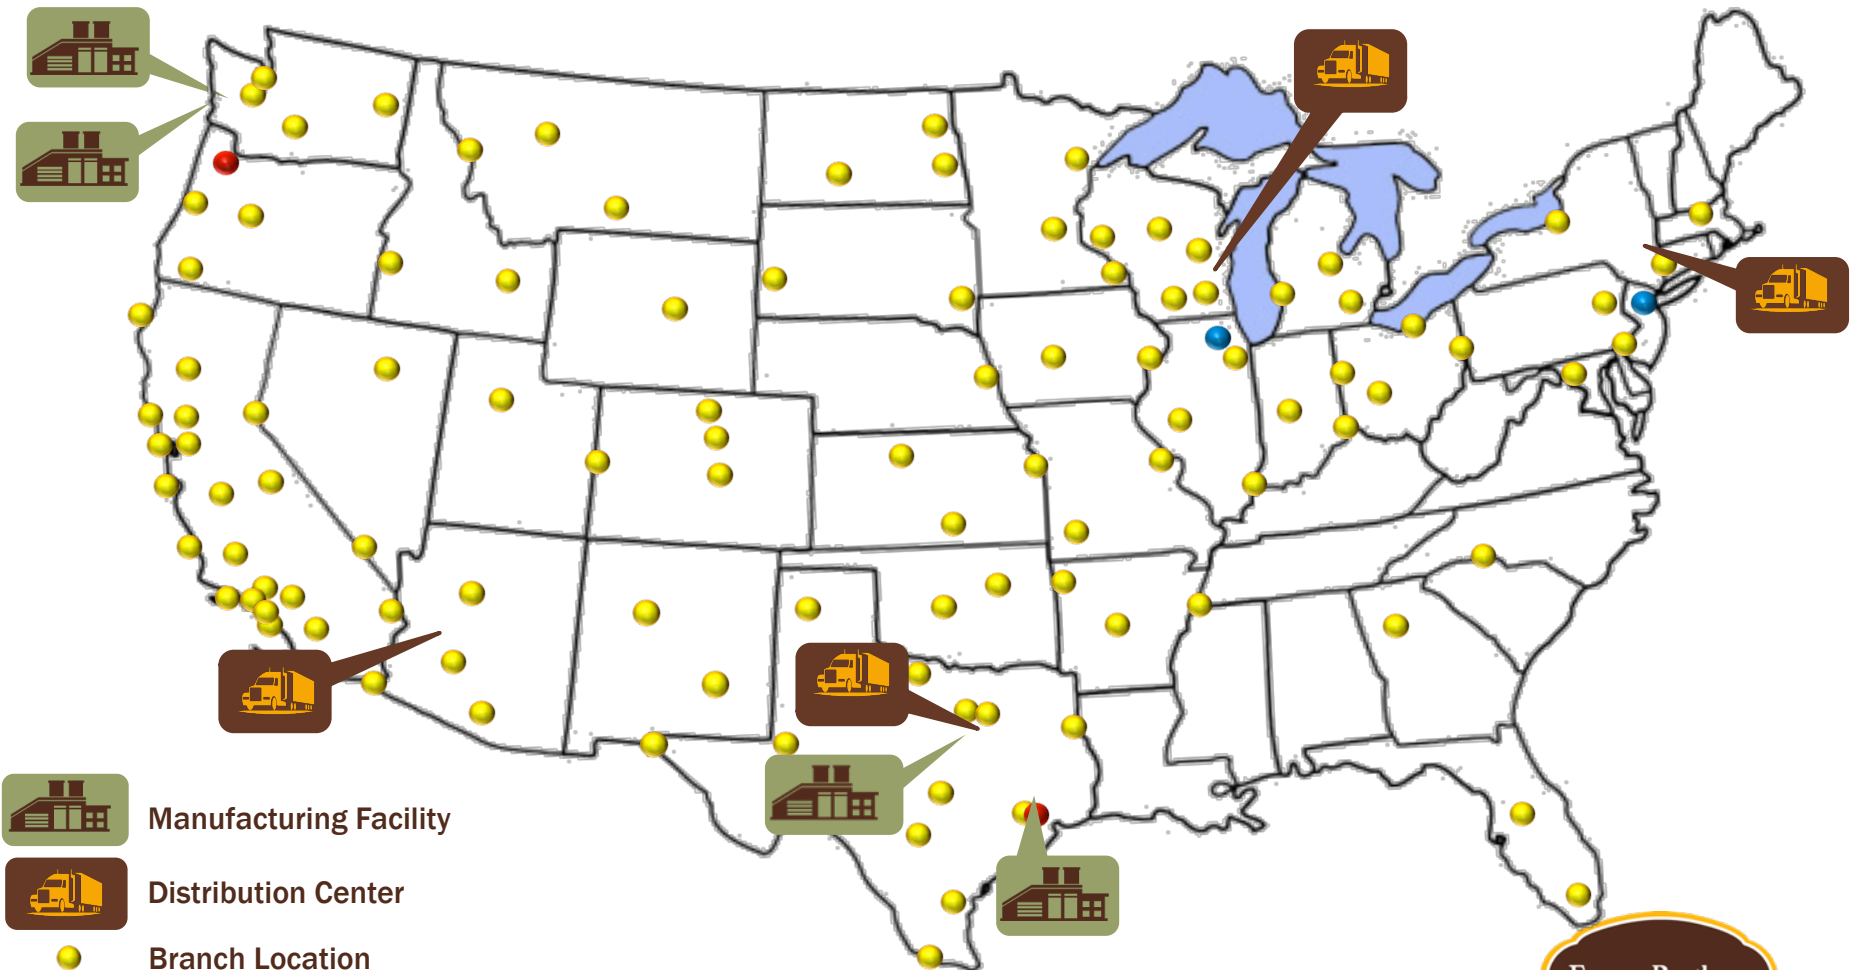 Manufacturing Facility
Distribution Center
Branch Location